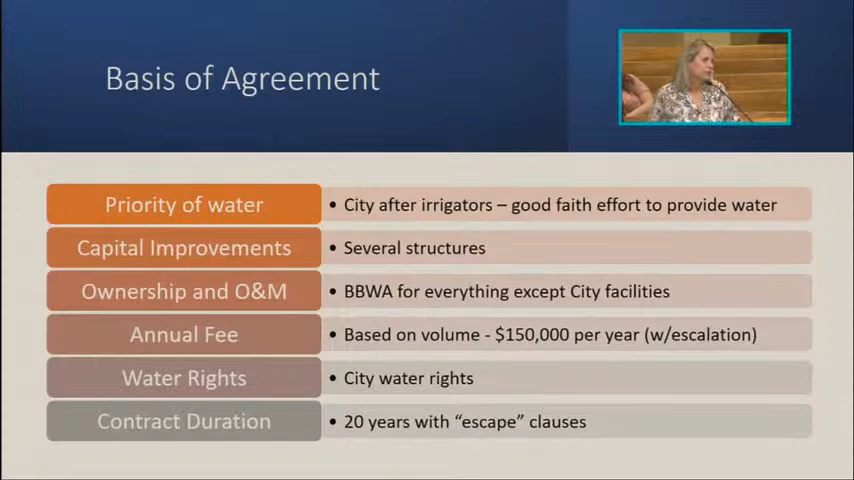 Basis of Agreement
Priority of water
• City after irrigators – good faith effort to provide water
Capital Improvements
• Several structures
Ownership and O&M
• BBWA for everything except City facilities
Annual Fee
• Based on volume - $150,000 per year (w/escalation)
Water Rights
• City water rights
Contract Duration
• 20 years with “escape” clauses